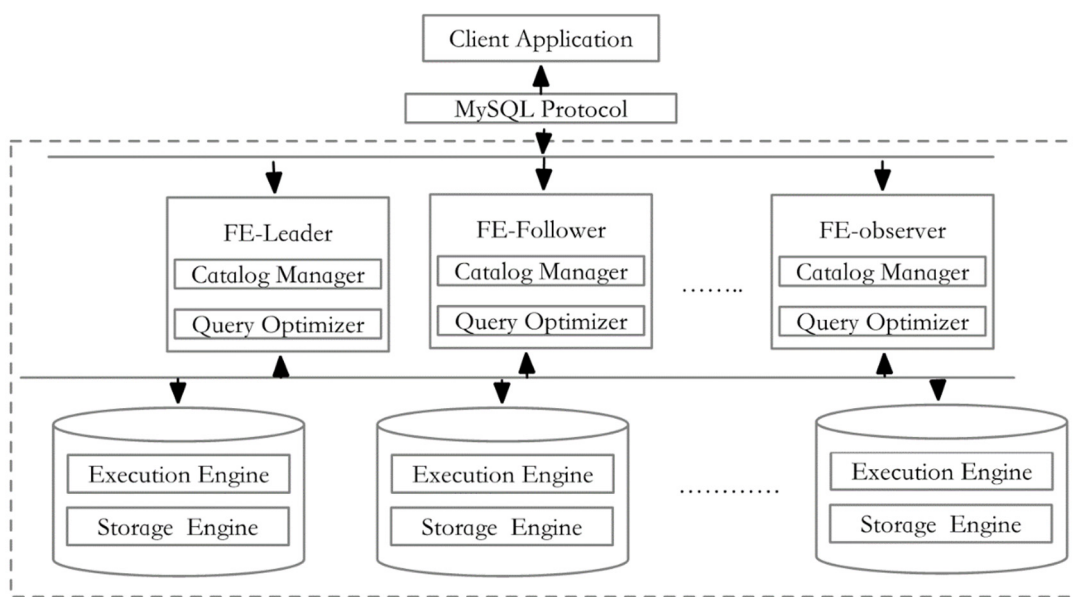 Client Application
MySQL Protocol
FE-Leader
Catalog Manager
Query Optimizer
FE-Follower
Catalog Manager
Query Optimizer
........
FE-observer
Catalog Manager
Query Optimizer
Execution Engine
Storage Engine
Execution Engine
Storage Engine
............
Execution Engine
Storage Engine